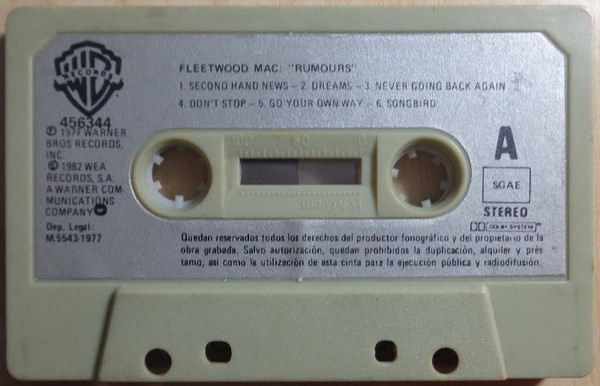 FLEETWOOD MAC: "RUMOURS"
1. SECOND HAND NEWS – 2. DREAMS – 3. NEVER GOING BACK AGAIN
4. DON'T STOP – 5. GO YOUR OWN WAY – 6. SONGBIRD
W RECORDS
456344
Ⓟ 1977 WARNER
BROS RECORDS,
INC.
© 1982 WEA
RECORDS, S.A.
A WARNER COM-
MUNICATIONS
COMPANY
Dep. Legal:
M.5543-1977
100 50 0
A
SGAE
STEREO
DOLBY SYSTEM
Quedan reservados todos los derechos del productor fonográfico y del propietario de la
obra grabada. Salvo autorización, quedan prohibidos la duplicación, alquiler y prés
tamo, asi como la utilización de esta cinta para la ejecución pública y radiodifusión.